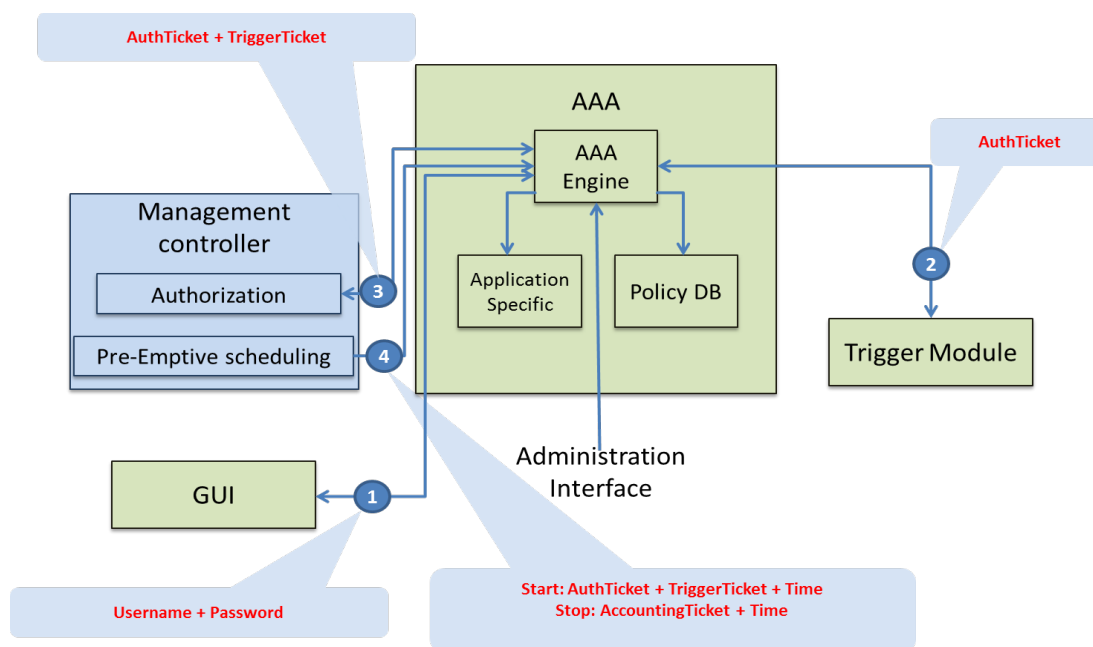 AuthTicket + TriggerTicket
AAA
AuthTicket
AAA
Engine
Management
controller
2
Authorization
3
Application
Specific
Policy DB
Pre-Emptive scheduling
4
Trigger Module
Administration
Interface
GUI
1
Start: AuthTicket + TriggerTicket + Time
Stop: AccountingTicket + Time
Username + Password